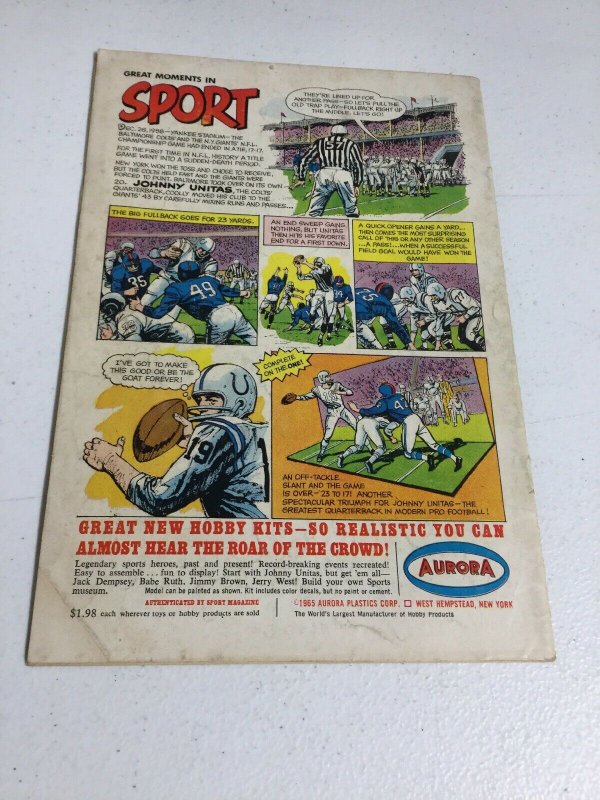 GREAT MOMENTS IN
SPORT
DEC. 28, 1958—YANKEE STADIUM—THE
BALTIMORE COLTS AND THE N.Y. GIANTS' N.F.L.
CHAMPIONSHIP GAME HAD ENDED IN A TIE, 17-17.
FOR THE FIRST TIME IN N.F.L. HISTORY A TITLE
GAME WENT INTO A SUDDEN-DEATH PERIOD.
NEW YORK WON THE TOSS AND CHOSE TO RECEIVE,
BUT THE COLTS HELD FAST AND THE GIANTS WERE
FORCED TO PUNT. BALTIMORE TOOK OVER ON ITS OWN
20. JOHNNY UNITAS, THE COLTS'
QUARTERBACK, COOLLY MOVED HIS CLUB TO THE
GIANTS' 43 BY CAREFULLY MIXING RUNS AND PASSES...
THEY'RE LINED UP FOR
ANOTHER PASS—SO LET'S PULL THE
OLD TRAP PLAY—FULLBACK RIGHT UP
THE MIDDLE. LET'S GO!
55
THE BIG FULLBACK GOES FOR 23 YARDS.
35
49
AN END SWEEP GAINS
NOTHING, BUT UNITAS
THEN HITS HIS FAVORITE
END FOR A FIRST DOWN.
A QUICK OPENER GAINS A YARD...
THEN COMES THE MOST SURPRISING
CALL OF THIS OR ANY OTHER SEASON
...A PASS!...WHEN A SUCCESSFUL
FIELD GOAL WOULD HAVE WON THE
GAME!
I'VE GOT TO MAKE
THIS GOOD OR BE THE
GOAT FOREVER!
19
COMPLETE
ON THE ONE!
AN OFF-TACKLE
SLANT AND THE GAME
IS OVER—'23 TO 17! ANOTHER
SPECTACULAR TRIUMPH FOR JOHNNY UNITAS—THE
GREATEST QUARTERBACK IN MODERN PRO FOOTBALL!
GREAT NEW HOBBY KITS—SO REALISTIC YOU CAN
ALMOST HEAR THE ROAR OF THE CROWD!
Legendary sports heroes, past and present! Record-breaking events recreated!
Easy to assemble . . . fun to display! Start with Johnny Unitas, but get 'em all—
Jack Dempsey, Babe Ruth, Jimmy Brown, Jerry West! Build your own Sports
museum. Model can be painted as shown. Kit includes color decals, but no paint or cement.
AURORA
AUTHENTICATED BY SPORT MAGAZINE
©1965 AURORA PLASTICS CORP. □ WEST HEMPSTEAD, NEW YORK
$1.98 each wherever toys or hobby products are sold
The World's Largest Manufacturer of Hobby Products